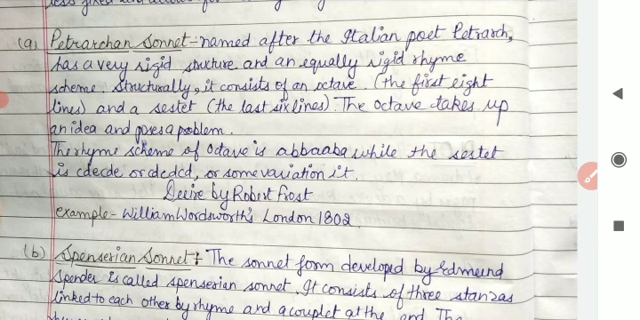 (a) Petrarchan Sonnet - named after the Italian poet Petrarch,
has a very rigid structure and an equally rigid rhyme
scheme. Structurally, it consists of an octave (the first eight
lines) and a sestet (the last six lines). The octave takes up
an idea and poses a problem.
The rhyme scheme of Octave is abbaaba while the sestet
is cdecde or dcdcd, or some variation it.
Desire by Robert Frost
example - William Wordsworth's London 1802.
(b) Spenserian Sonnet : The sonnet form developed by Edmund
Spender is called spenserian sonnet. It consists of three stanzas
linked to each other by rhyme and a couplet at the end. The